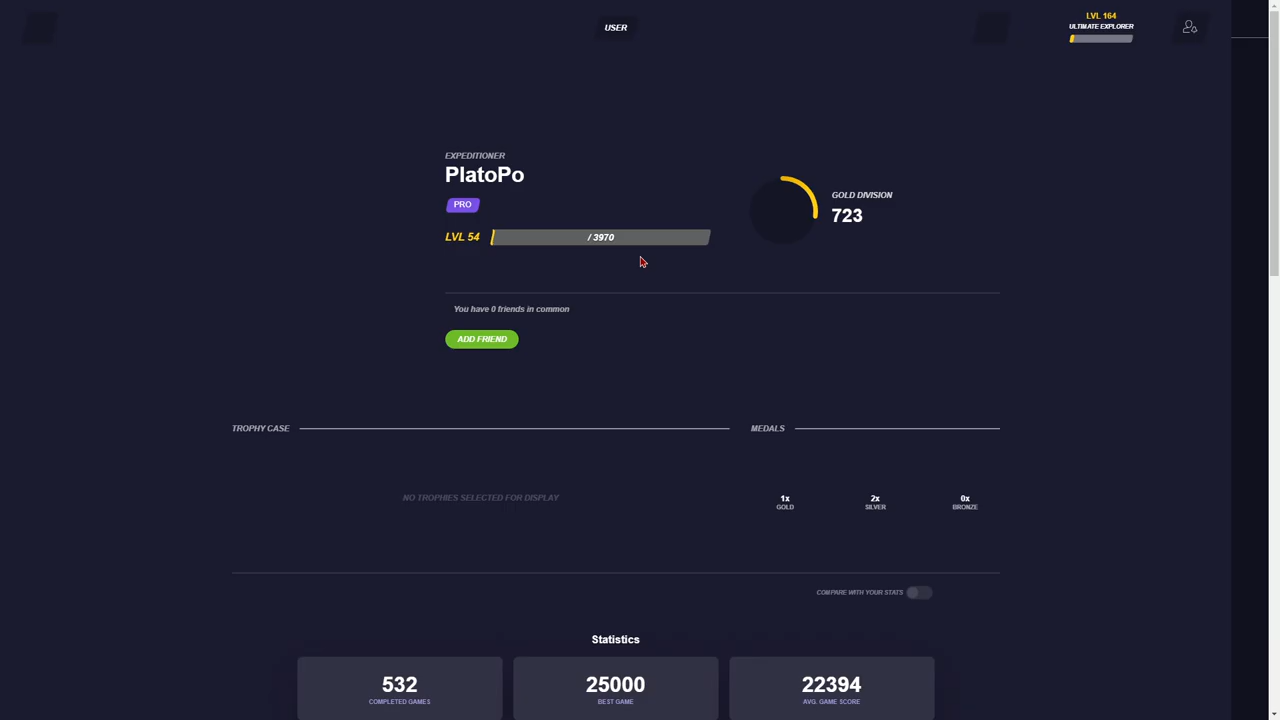 USER
LVL 164
ULTIMATE EXPLORER
EXPEDITIONER
PlatoPo
PRO
LVL 54
/ 3970
GOLD DIVISION
723
You have 0 friends in common
ADD FRIEND
TROPHY CASE
MEDALS
NO TROPHIES SELECTED FOR DISPLAY
1x
GOLD
2x
SILVER
0x
BRONZE
COMPARE WITH YOUR STATS
Statistics
532
COMPLETED GAMES
25000
BEST GAME
22394
AVG. GAME SCORE